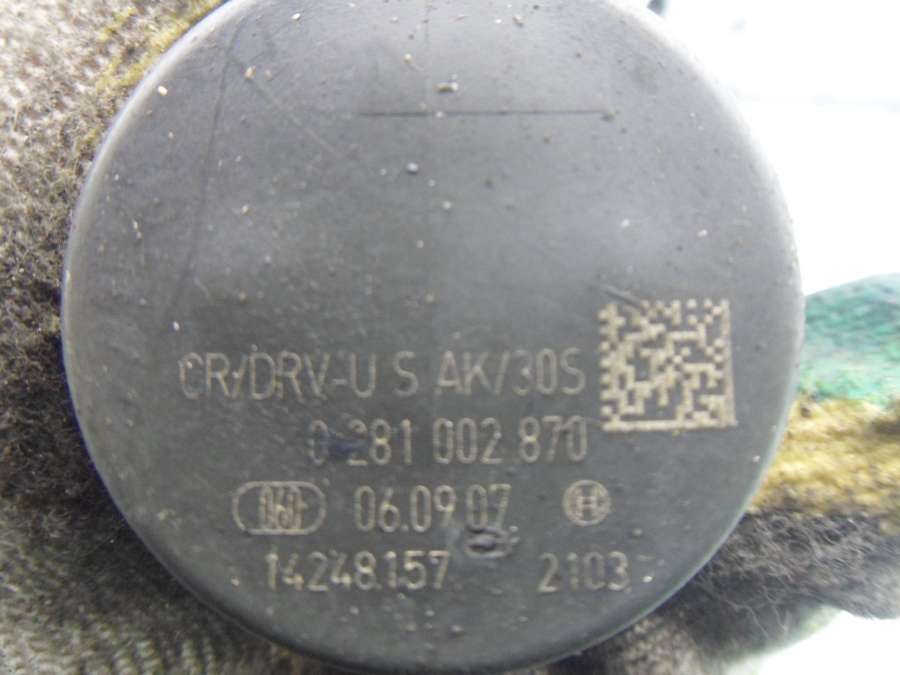 CR/DRV-U S AK/30S
0 281 002 870
06.09.07
14248157 2103